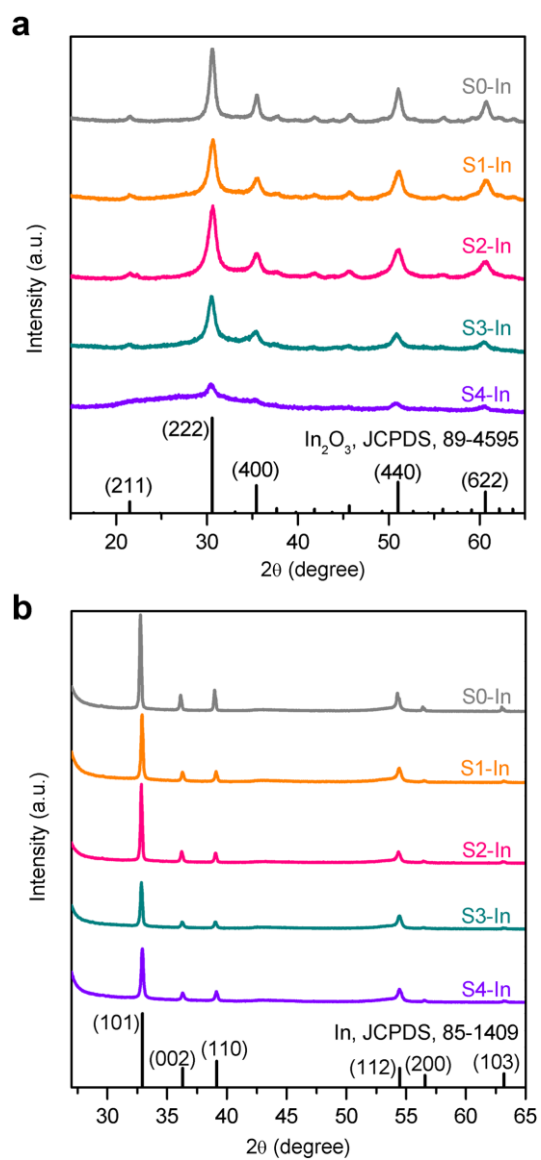 a
S0-In
S1-In
S2-In
S3-In
S4-In
Intensity (a.u.)
In₂O₃, JCPDS, 89-4595
(222)
(211)
(400)
(440)
(622)
20 30 40 50 60
2θ (degree)
b
S0-In
S1-In
S2-In
S3-In
S4-In
Intensity (a.u.)
In, JCPDS, 85-1409
(101)
(002)
(110)
(112)
(200)
(103)
30 35 40 45 50 55 60 65
2θ (degree)